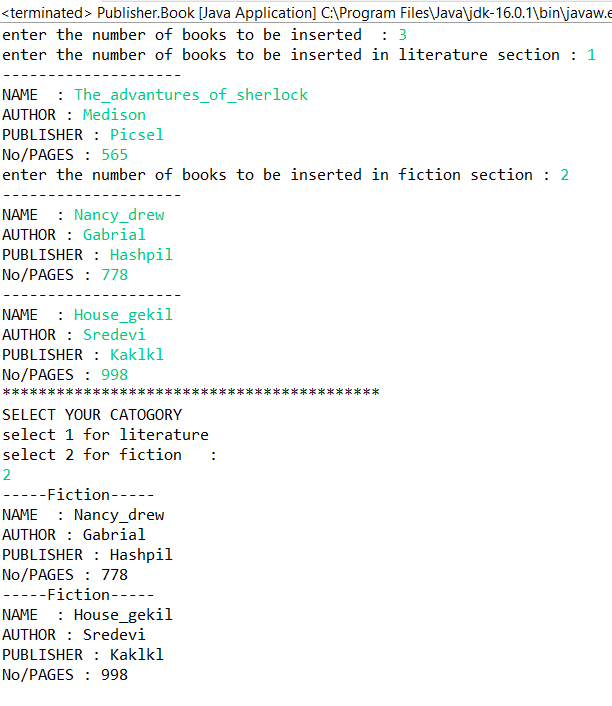 <terminated> Publisher.Book [Java Application] C:\Program Files\Java\jdk-16.0.1\bin\javaw.e
enter the number of books to be inserted  : 3
enter the number of books to be inserted in literature section : 1
--------------------
NAME  : The_advantures_of_sherlock
AUTHOR : Medison
PUBLISHER : Picsel
No/PAGES : 565
enter the number of books to be inserted in fiction section : 2
--------------------
NAME  : Nancy_drew
AUTHOR : Gabrial
PUBLISHER : Hashpil
No/PAGES : 778
--------------------
NAME  : House_gekil
AUTHOR : Sredevi
PUBLISHER : Kaklkl
No/PAGES : 998
******************************************
SELECT YOUR CATOGORY
select 1 for literature
select 2 for fiction   :
2
-----Fiction-----
NAME  : Nancy_drew
AUTHOR : Gabrial
PUBLISHER : Hashpil
No/PAGES : 778
-----Fiction-----
NAME  : House_gekil
AUTHOR : Sredevi
PUBLISHER : Kaklkl
No/PAGES : 998